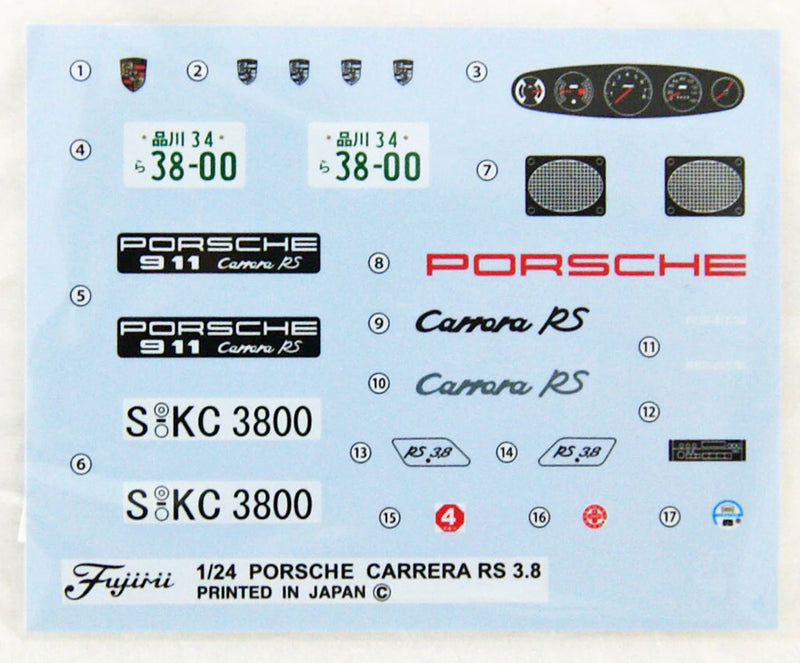 ① ② ③
④ 品川 34 品川 34
ら 38-00 ら 38-00
⑦
PORSCHE
911 Carrera RS
⑧ PORSCHE
⑤
⑨ Carrera RS
PORSCHE
911 Carrera RS
⑪
⑩ Carrera RS
⑫
S KC 3800
⑬ RS 3.8 ⑭ RS 3.8
⑥
S KC 3800
⑮ 4 ⑯ ⑰
Fujimi 1/24 PORSCHE CARRERA RS 3.8
PRINTED IN JAPAN ©